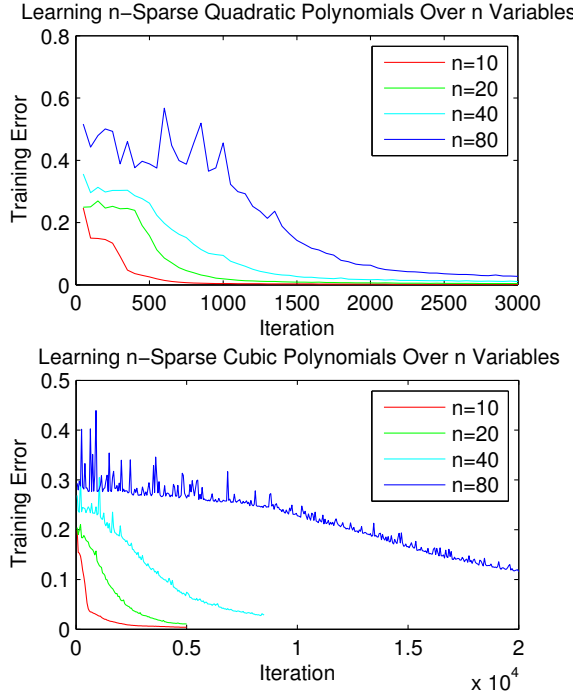 Learning n−Sparse Quadratic Polynomials Over n Variables
0.8
0.6
0.4
0.2
0
Training Error
n=10
n=20
n=40
n=80
0 500 1000 1500 2000 2500 3000
Iteration
Learning n−Sparse Cubic Polynomials Over n Variables
0.5
0.4
0.3
0.2
0.1
0
Training Error
n=10
n=20
n=40
n=80
0 0.5 1 1.5 2
Iteration
x 10^4